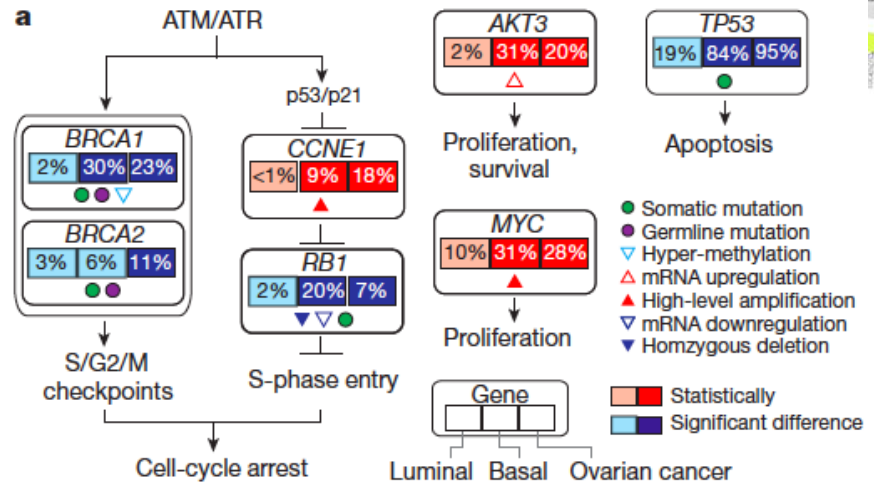 a
ATM/ATR
p53/p21
BRCA1
2% 30% 23%
BRCA2
3% 6% 11%
S/G2/M
checkpoints
CCNE1
<1% 9% 18%
RB1
2% 20% 7%
S-phase entry
Cell-cycle arrest
AKT3
2% 31% 20%
Proliferation,
survival
TP53
19% 84% 95%
Apoptosis
MYC
10% 31% 28%
Proliferation
Somatic mutation
Germline mutation
Hyper-methylation
mRNA upregulation
High-level amplification
mRNA downregulation
Homzygous deletion
Gene
Luminal Basal Ovarian cancer
Statistically
Significant difference